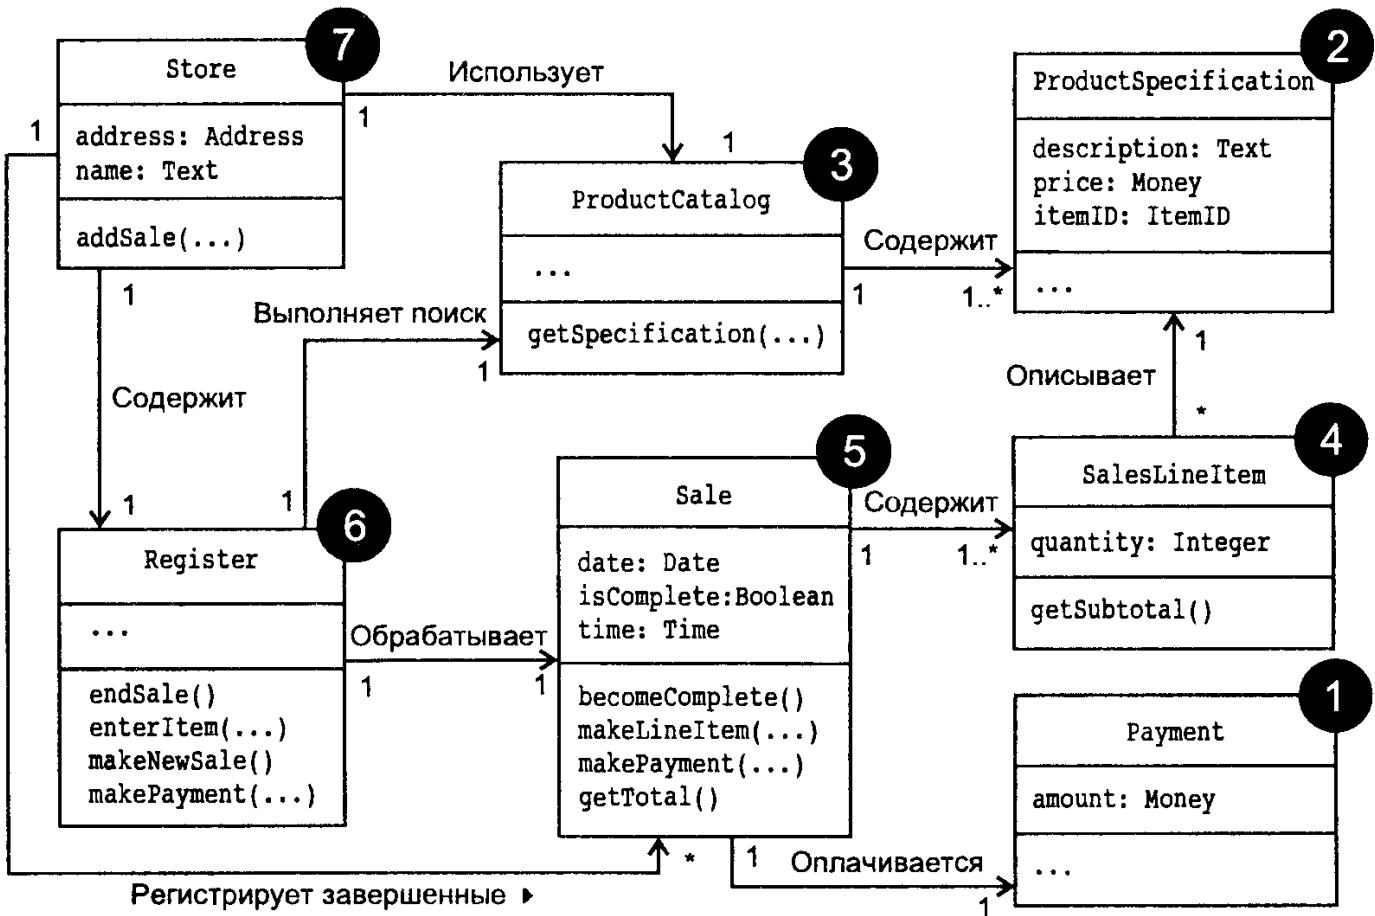 7
Store
address: Address
name: Text
addSale(...)
1
Использует
1
1
3
ProductCatalog
...
getSpecification(...)
2
ProductSpecification
description: Text
price: Money
itemID: ItemID
...
Содержит
1
1..*
1
Содержит
1
Выполняет поиск
1
1
Описывает
1
*
6
Register
...
endSale()
enterItem(...)
makeNewSale()
makePayment(...)
Обрабатывает
1
1
5
Sale
date: Date
isComplete:Boolean
time: Time
becomeComplete()
makeLineItem(...)
makePayment(...)
getTotal()
Содержит
1
1..*
4
SalesLineItem
quantity: Integer
getSubtotal()
1
Payment
amount: Money
...
*
1
Оплачивается
1
Регистрирует завершенные